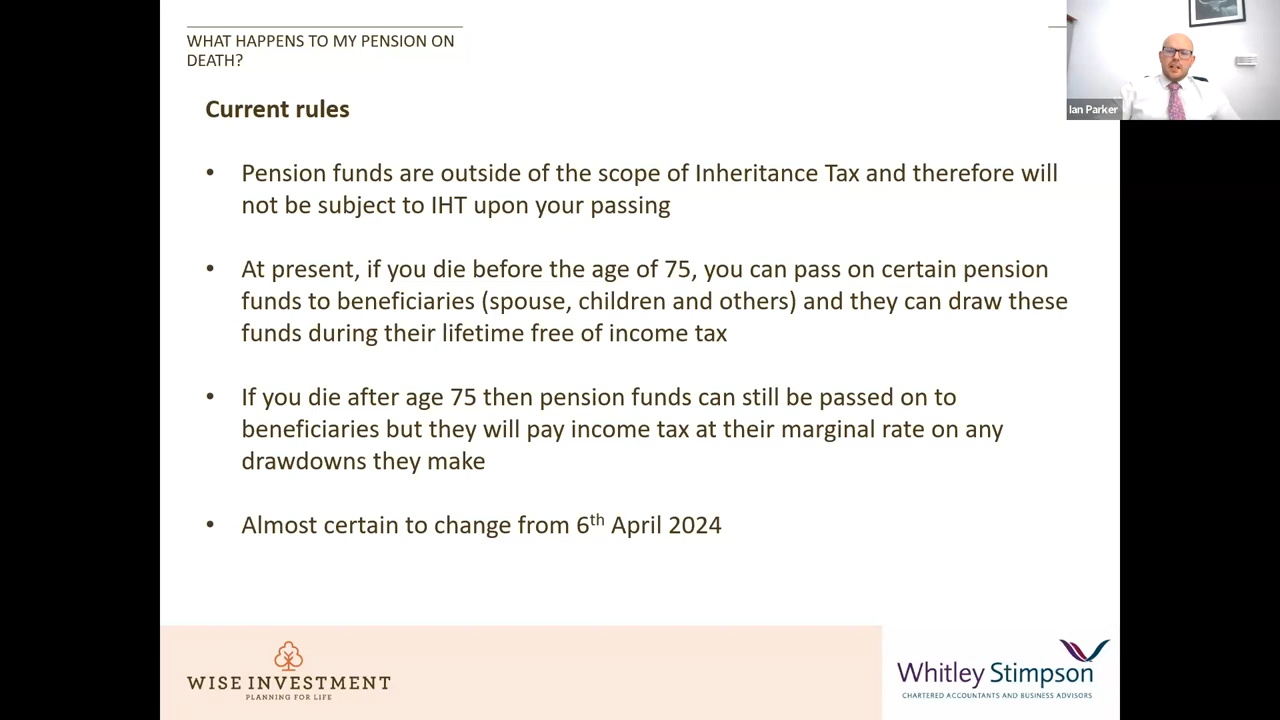 WHAT HAPPENS TO MY PENSION ON
DEATH?
Ian Parker
Current rules
• Pension funds are outside of the scope of Inheritance Tax and therefore will
not be subject to IHT upon your passing
• At present, if you die before the age of 75, you can pass on certain pension
funds to beneficiaries (spouse, children and others) and they can draw these
funds during their lifetime free of income tax
• If you die after age 75 then pension funds can still be passed on to
beneficiaries but they will pay income tax at their marginal rate on any
drawdowns they make
• Almost certain to change from 6th April 2024
WISE INVESTMENT
PLANNING FOR LIFE
Whitley Stimpson
CHARTERED ACCOUNTANTS AND BUSINESS ADVISORS